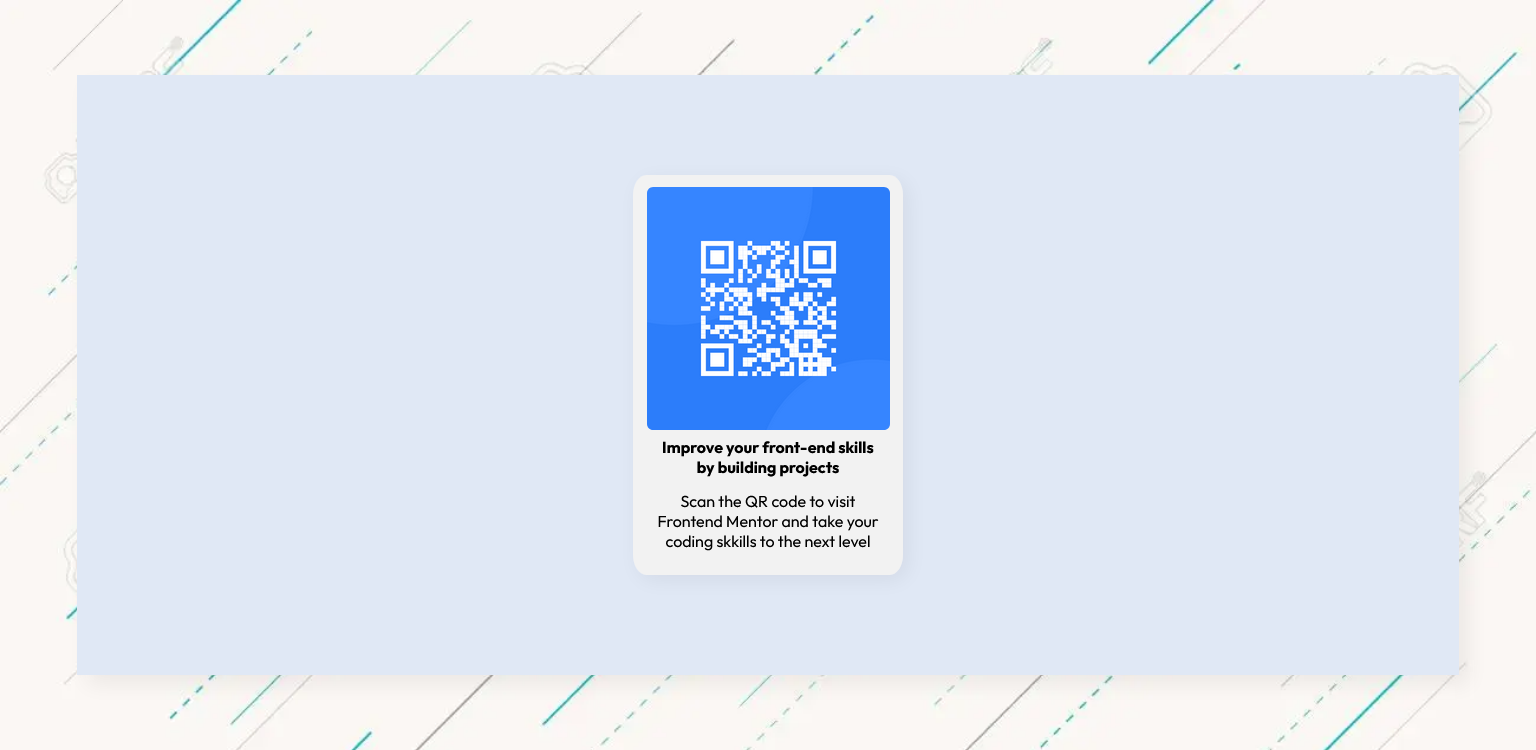 Improve your front-end skills
by building projects
Scan the QR code to visit
Frontend Mentor and take your
coding skkills to the next level